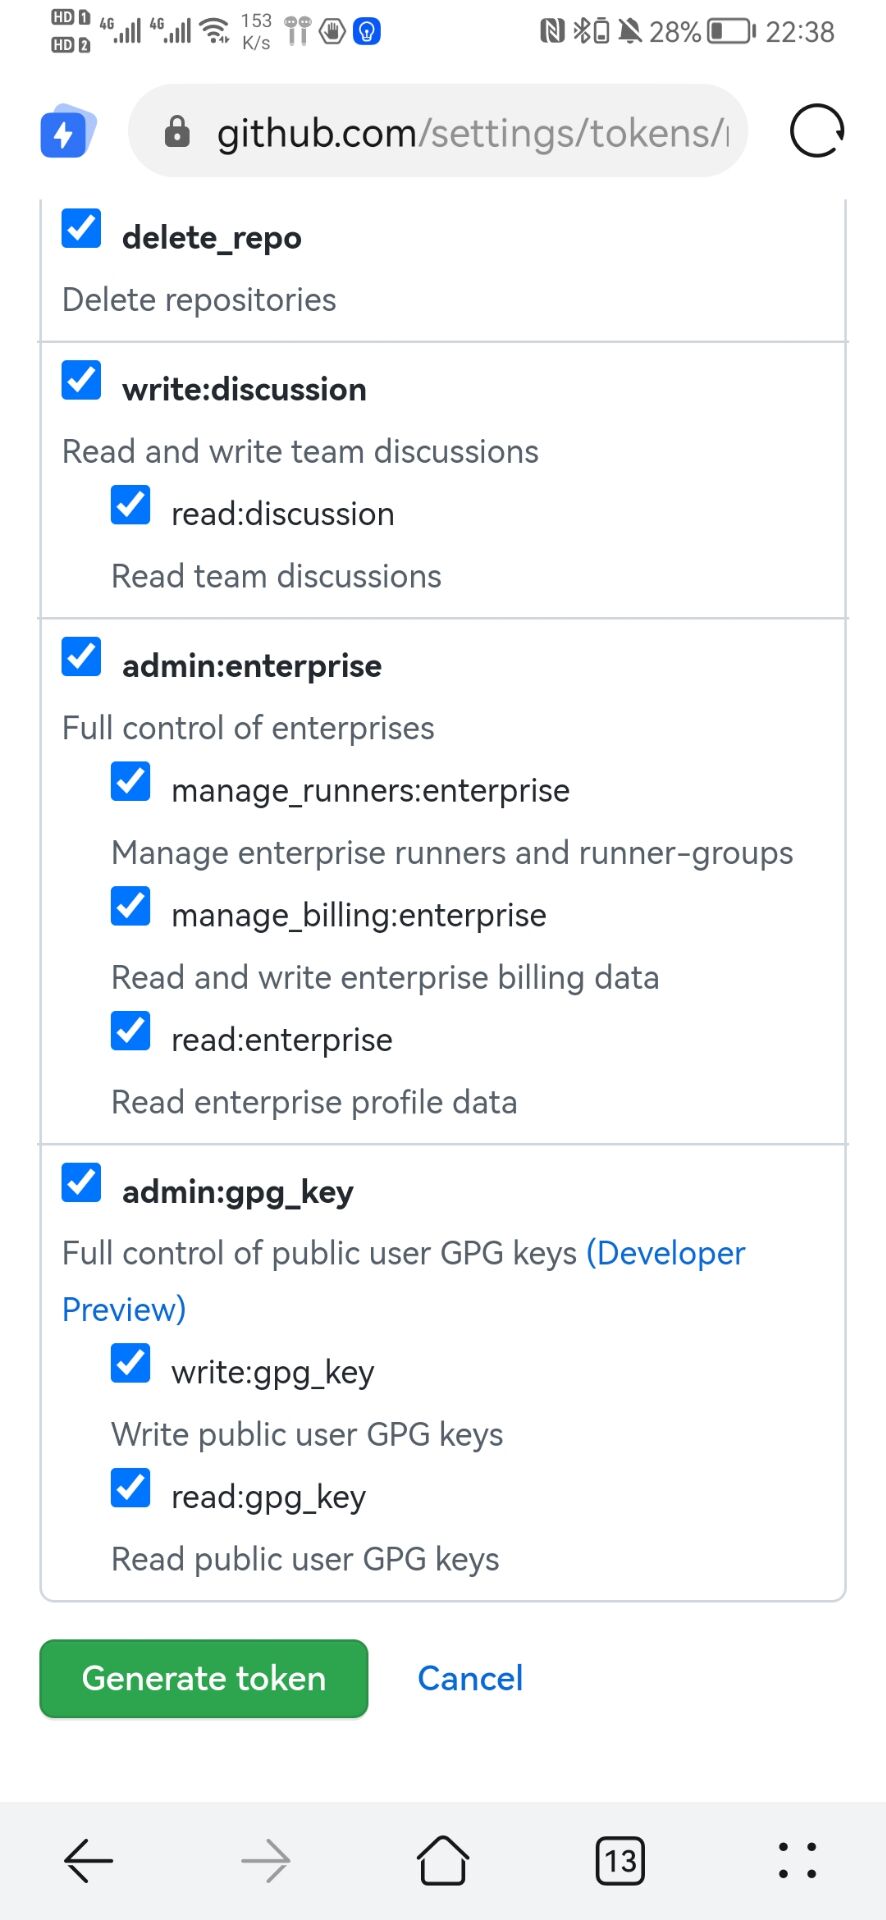 HD 1 4G 4G 153 28% 22:38
HD 2 K/s
github.com/settings/tokens/
delete_repo
Delete repositories
write:discussion
Read and write team discussions
read:discussion
Read team discussions
admin:enterprise
Full control of enterprises
manage_runners:enterprise
Manage enterprise runners and runner-groups
manage_billing:enterprise
Read and write enterprise billing data
read:enterprise
Read enterprise profile data
admin:gpg_key
Full control of public user GPG keys (Developer
Preview)
write:gpg_key
Write public user GPG keys
read:gpg_key
Read public user GPG keys
Generate token Cancel
13